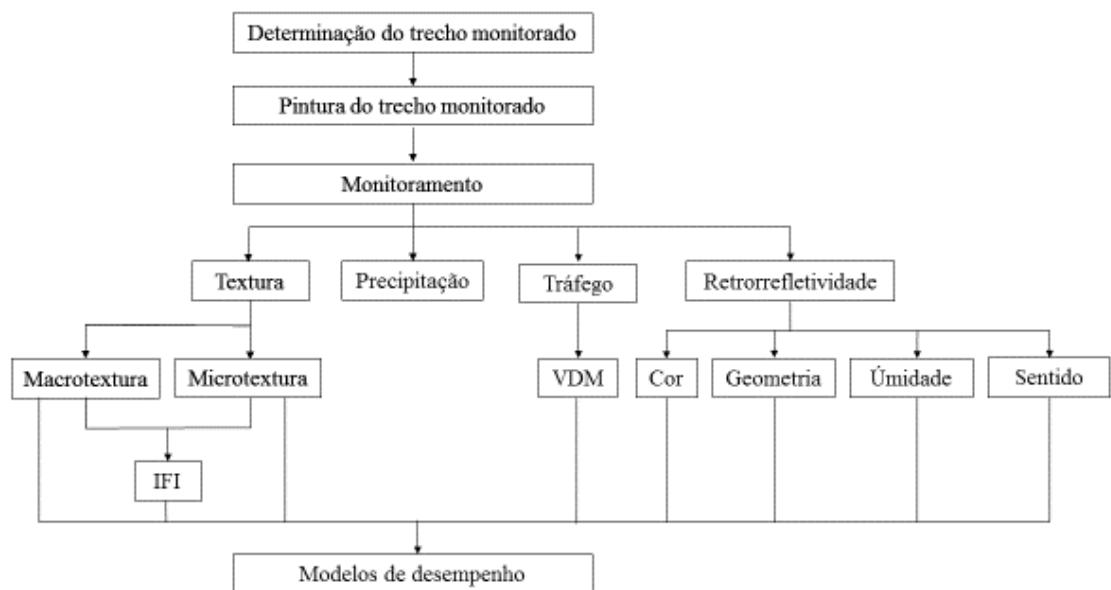 Determinação do trecho monitorado
Pintura do trecho monitorado
Monitoramento
Textura
Precipitação
Tráfego
Retrorrefletividade
Macrotextura
Microtextura
VDM
Cor
Geometria
Úmidade
Sentido
IFI
Modelos de desempenho